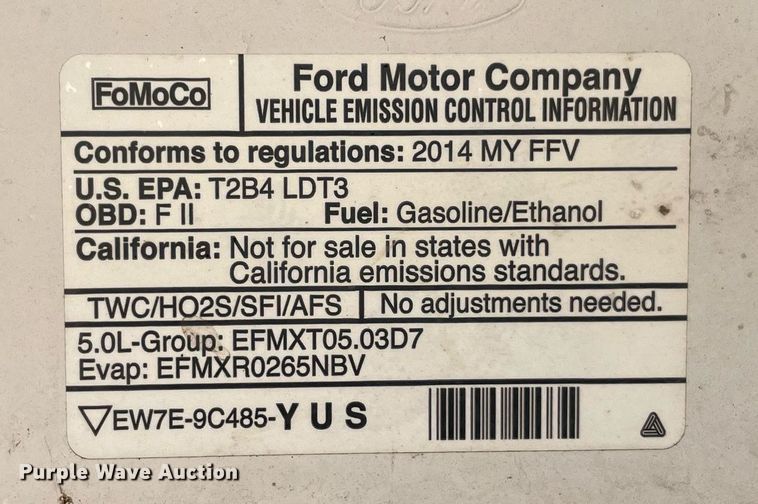 FoMoCo
Ford Motor Company
VEHICLE EMISSION CONTROL INFORMATION
Conforms to regulations: 2014 MY FFV
U.S. EPA: T2B4 LDT3
OBD: F II Fuel: Gasoline/Ethanol
California: Not for sale in states with
California emissions standards.
TWC/HO2S/SFI/AFS No adjustments needed.
5.0L-Group: EFMXT05.03D7
Evap: EFMXR0265NBV
EW7E-9C485-Y U S
Purple Wave Auction